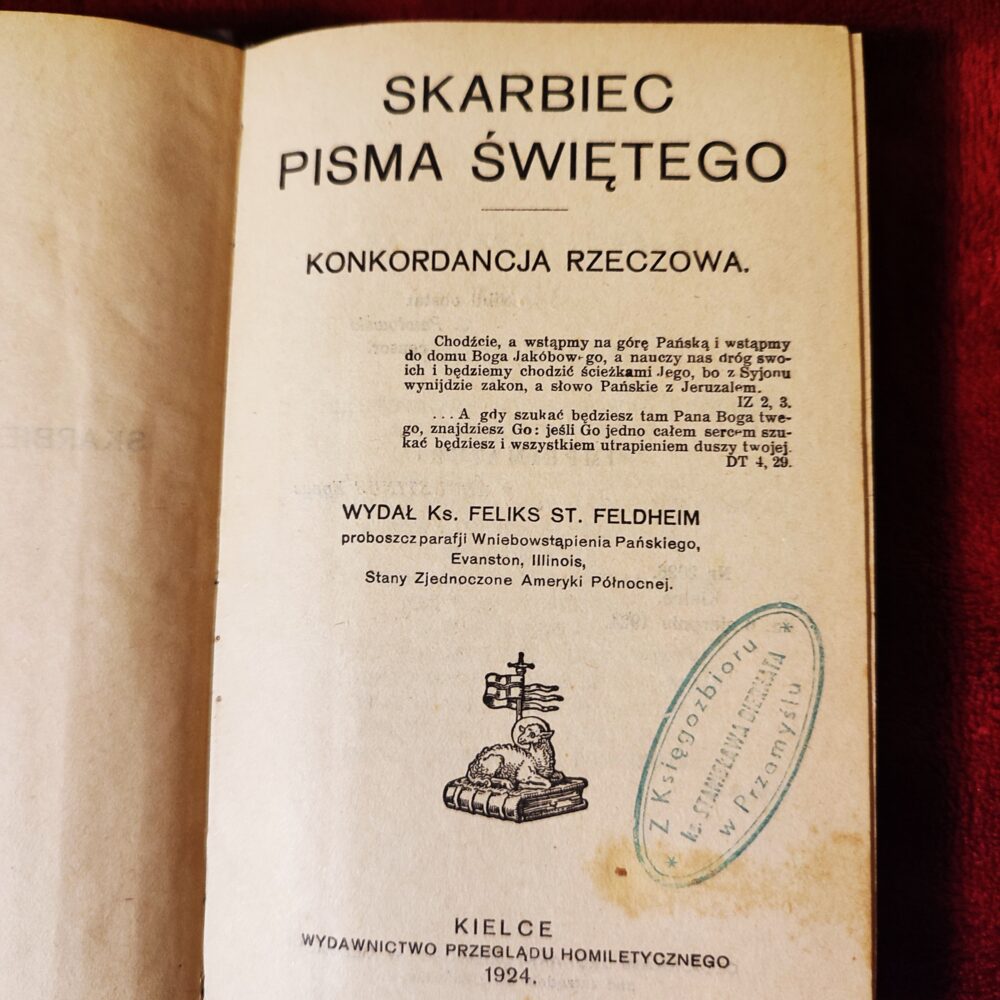 SKARBIEC
PISMA ŚWIĘTEGO
KONKORDANCJA RZECZOWA.
Chodźcie, a wstąpmy na górę Pańską i wstąpmy
do domu Boga Jakóbowego, a nauczy nas dróg swo-
ich i będziemy chodzić ścieżkami Jego, bo z Syjonu
wynijdzie zakon, a słowo Pańskie z Jeruzalem.
IZ 2, 3.
...A gdy szukać będziesz tam Pana Boga twe-
go, znajdziesz Go: jeśli Go jedno całem sercem szu-
kać będziesz i wszystkiem utrapieniem duszy twojej.
DT 4, 29.
WYDAŁ Ks. FELIKS ST. FELDHEIM
proboszcz parafji Wniebowstąpienia Pańskiego,
Evanston, Illinois,
Stany Zjednoczone Ameryki Północnej.
* Z Księgozbioru *
ks. STANISŁAWA
w Przemyślu
KIELCE
WYDAWNICTWO PRZEGLĄDU HOMILETYCZNEGO
1924.
SKARB